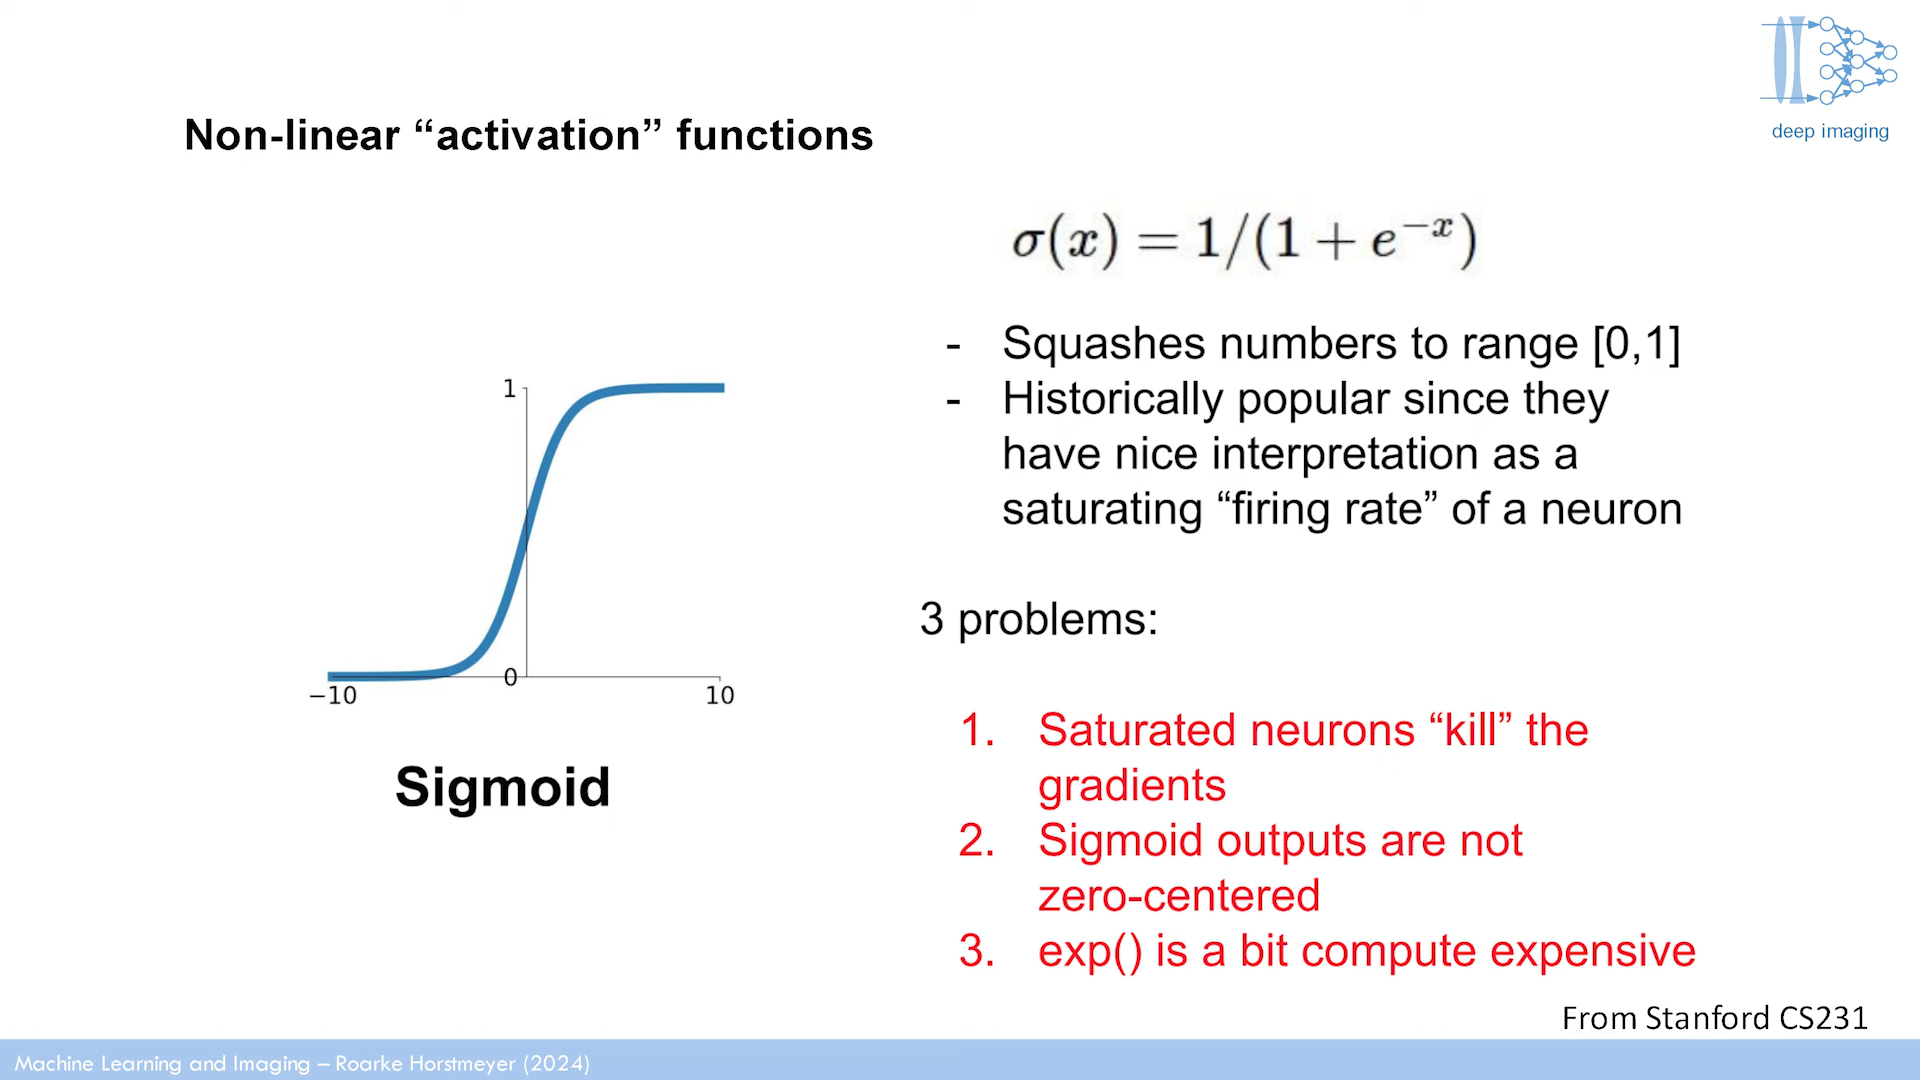 deep imaging
Non-linear “activation” functions
σ(x) = 1/(1 + e⁻ˣ)
- Squashes numbers to range [0,1]
- Historically popular since they
have nice interpretation as a
saturating “firing rate” of a neuron
1
0
−10
10
Sigmoid
3 problems:
1. Saturated neurons “kill” the
gradients
2. Sigmoid outputs are not
zero-centered
3. exp() is a bit compute expensive
From Stanford CS231
Machine Learning and Imaging – Roarke Horstmeyer (2024)